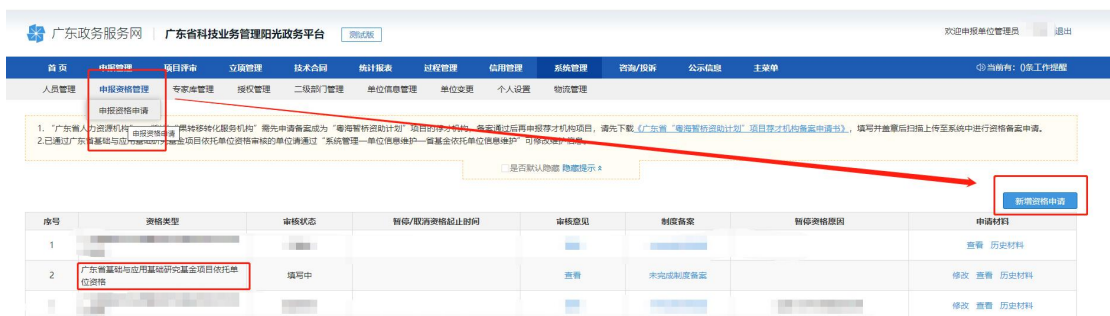 广东政务服务网 广东省科技业务管理阳光政务平台 测试版 欢迎申报单位管理员 退出
首页 申报管理 项目评审 立项管理 技术合同 统计报表 过程管理 信用管理 系统管理 咨询/投诉 公示信息 主菜单 当前有：0条工作提醒
人员管理 申报资格管理 专家库管理 授权管理 二级部门管理 单位信息管理 单位变更 个人设置 物流管理
申报资格申请
1. “广东省人力资源机构” 果转移转化服务机构”需先申请备案成为“粤海智桥资助计划”项目的荐才机构，备案通过后再申报荐才机构项目，请先下载《广东省“粤海智桥资助计划”项目荐才机构备案申请书》，填写并盖章后扫描上传至系统中进行资格备案申请。
申报资格申请
2.已通过广东省基础与应用基础研究基金项目依托单位资格审核的单位请通过“系统管理—单位信息维护—省基金依托单位信息维护”可修改维护信息。
是否默认隐藏 隐藏提示
新增资格申请
序号 资格类型 审核状态 暂停/取消资格起止时间 审核意见 制度备案 暂停资格原因 申请材料
1 查看 历史材料
2 广东省基础与应用基础研究基金项目依托单 填写中 查看 未完成制度备案 修改 查看 历史材料
位资格
修改 查看 历史材料